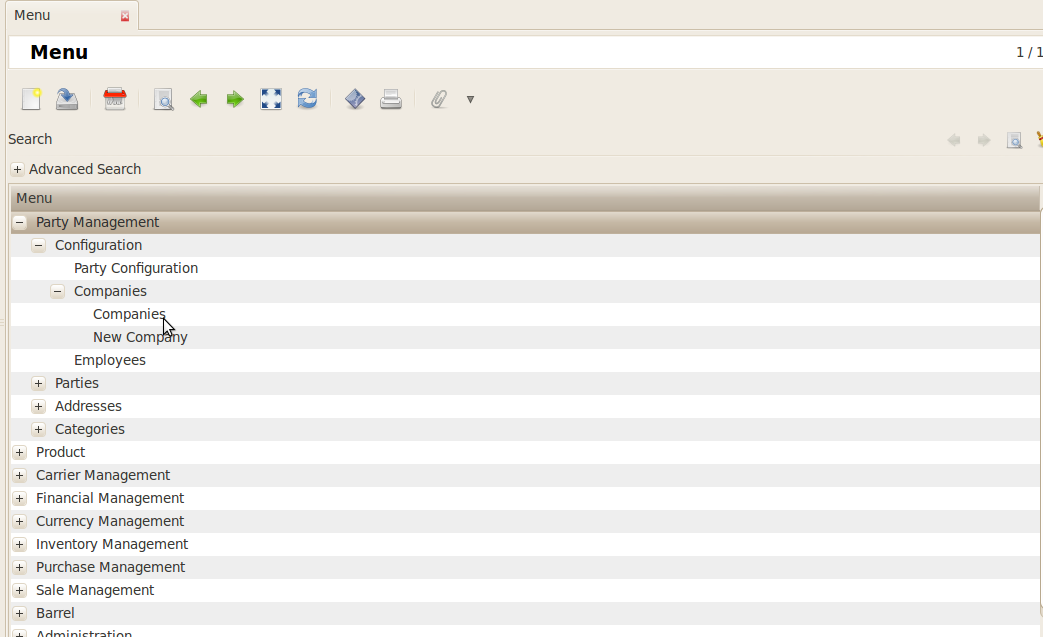 Menu
Menu
1 / 1
Search
Advanced Search
Menu
Party Management
Configuration
Party Configuration
Companies
Companies
New Company
Employees
Parties
Addresses
Categories
Product
Carrier Management
Financial Management
Currency Management
Inventory Management
Purchase Management
Sale Management
Barrel
Administration